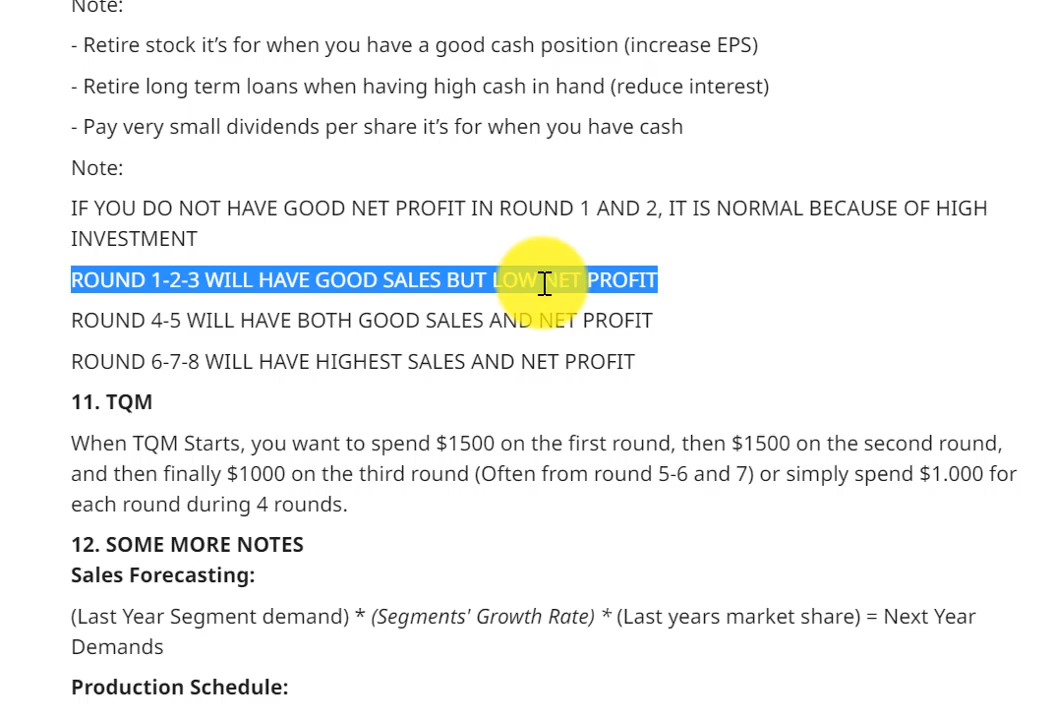 Note:
- Retire stock it’s for when you have a good cash position (increase EPS)
- Retire long term loans when having high cash in hand (reduce interest)
- Pay very small dividends per share it’s for when you have cash
Note:
IF YOU DO NOT HAVE GOOD NET PROFIT IN ROUND 1 AND 2, IT IS NORMAL BECAUSE OF HIGH
INVESTMENT
ROUND 1-2-3 WILL HAVE GOOD SALES BUT LOW NET PROFIT
ROUND 4-5 WILL HAVE BOTH GOOD SALES AND NET PROFIT
ROUND 6-7-8 WILL HAVE HIGHEST SALES AND NET PROFIT
11. TQM
When TQM Starts, you want to spend $1500 on the first round, then $1500 on the second round,
and then finally $1000 on the third round (Often from round 5-6 and 7) or simply spend $1.000 for
each round during 4 rounds.
12. SOME MORE NOTES
Sales Forecasting:
(Last Year Segment demand) * (Segments' Growth Rate) * (Last years market share) = Next Year
Demands
Production Schedule: